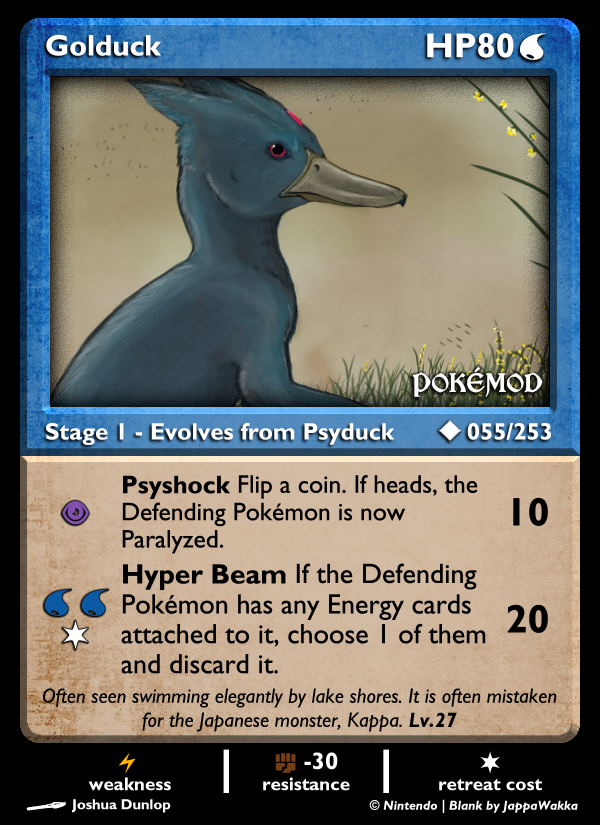 Golduck
HP80
POKÉMOD
Stage 1 - Evolves from Psyduck
055/253
Psyshock Flip a coin. If heads, the
Defending Pokémon is now
Paralyzed.
10
Hyper Beam If the Defending
Pokémon has any Energy cards
attached to it, choose 1 of them
and discard it.
20
Often seen swimming elegantly by lake shores. It is often mistaken
for the Japanese monster, Kappa. Lv.27
weakness
-30
resistance
retreat cost
Joshua Dunlop
© Nintendo | Blank by JappaWakka